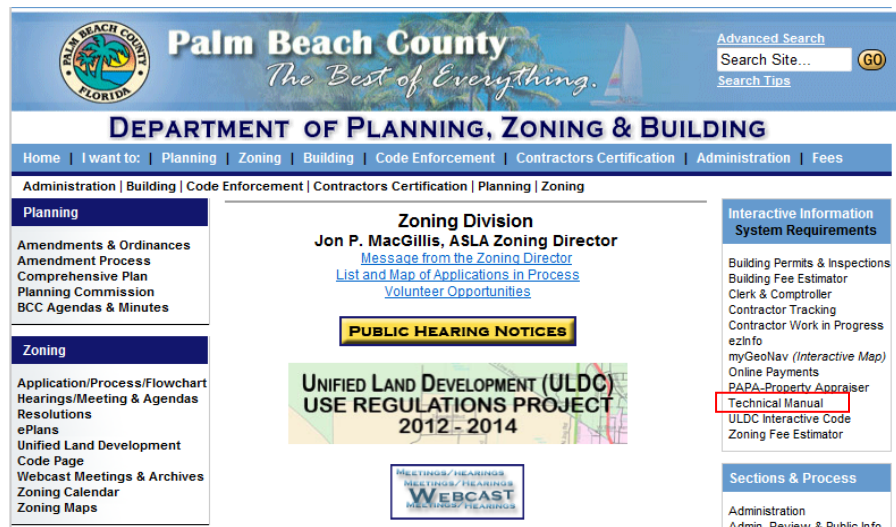 PALM BEACH COUNTY
FLORIDA
Palm Beach County
The Best of Everything.
Advanced Search
Search Site...
GO
Search Tips
DEPARTMENT OF PLANNING, ZONING & BUILDING
Home | I want to: | Planning | Zoning | Building | Code Enforcement | Contractors Certification | Administration | Fees
Administration | Building | Code Enforcement | Contractors Certification | Planning | Zoning
Planning
Amendments & Ordinances
Amendment Process
Comprehensive Plan
Planning Commission
BCC Agendas & Minutes
Zoning
Application/Process/Flowchart
Hearings/Meeting & Agendas
Resolutions
ePlans
Unified Land Development
Code Page
Webcast Meetings & Archives
Zoning Calendar
Zoning Maps
Zoning Division
Jon P. MacGillis, ASLA Zoning Director
Message from the Zoning Director
List and Map of Applications in Process
Volunteer Opportunities
PUBLIC HEARING NOTICES
UNIFIED LAND DEVELOPMENT (ULDC)
USE REGULATIONS PROJECT
2012 - 2014
MEETINGS/HEARINGS
MEETINGS/HEARINGS
WEBCAST
MEETINGS/HEARINGS
Interactive Information
System Requirements
Building Permits & Inspections
Building Fee Estimator
Clerk & Comptroller
Contractor Tracking
Contractor Work in Progress
ezInfo
myGeoNav (Interactive Map)
Online Payments
PAPA-Property Appraiser
Technical Manual
ULDC Interactive Code
Zoning Fee Estimator
Sections & Process
Administration
Admin. Review & Public Info